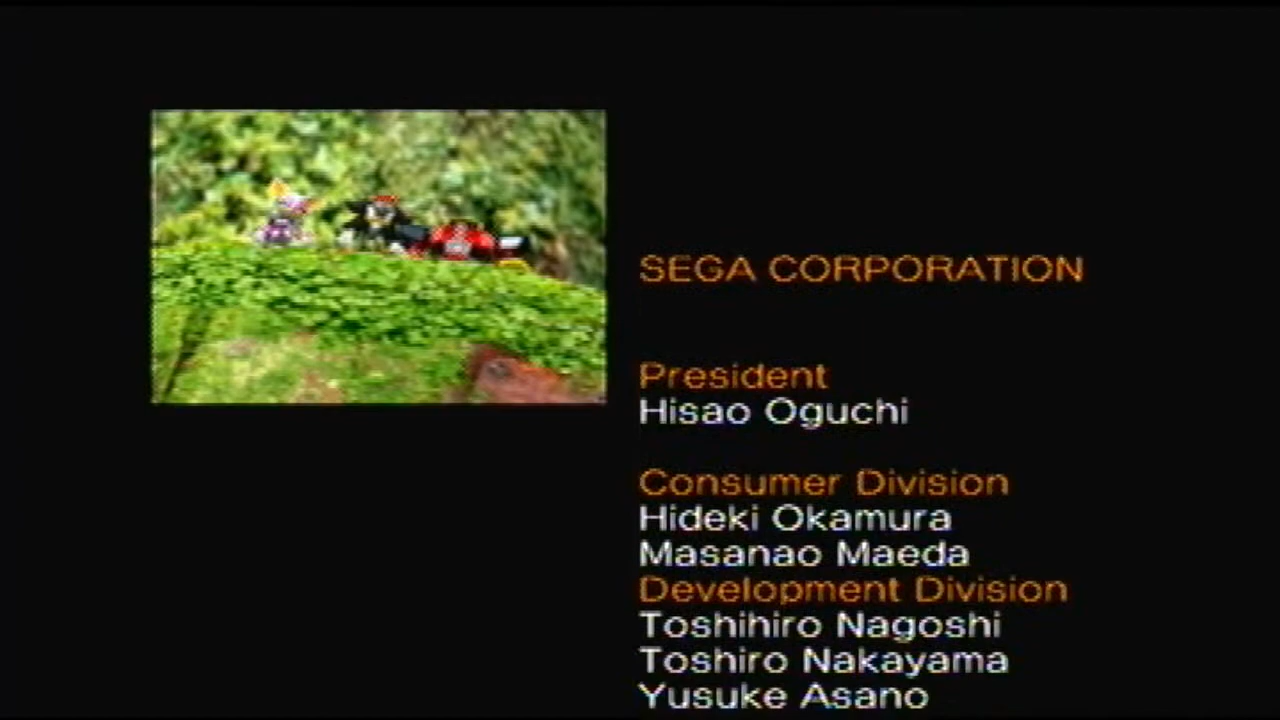 SEGA CORPORATION
President
Hisao Oguchi
Consumer Division
Hideki Okamura
Masanao Maeda
Development Division
Toshihiro Nagoshi
Toshiro Nakayama
Yusuke Asano